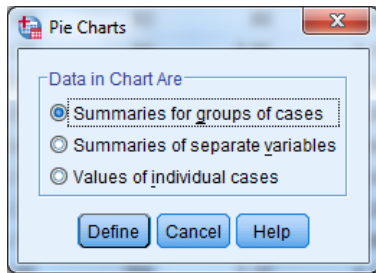 Pie Charts
Data in Chart Are
Summaries for groups of cases
Summaries of separate variables
Values of individual cases
Define Cancel Help